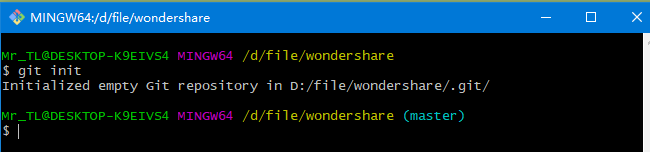 MINGW64:/d/file/wondershare
Mr_TL@DESKTOP-K9EIVS4 MINGW64 /d/file/wondershare
$ git init
Initialized empty Git repository in D:/file/wondershare/.git/
Mr_TL@DESKTOP-K9EIVS4 MINGW64 /d/file/wondershare (master)
$